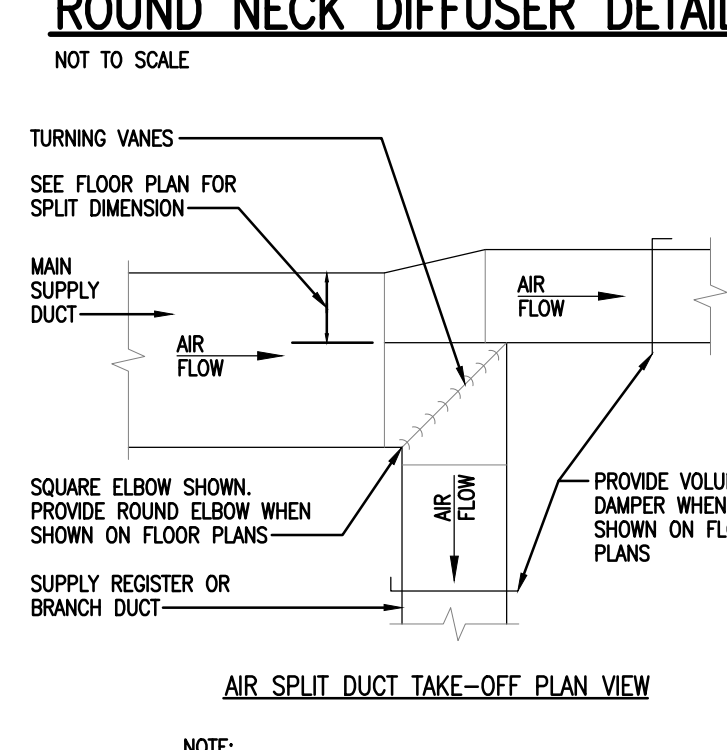 ROUND NECK DIFFUSER DETAIL
NOT TO SCALE
TURNING VANES
SEE FLOOR PLAN FOR
SPLIT DIMENSION
MAIN
SUPPLY
DUCT
AIR
FLOW
AIR
FLOW
SQUARE ELBOW SHOWN.
PROVIDE ROUND ELBOW WHEN
SHOWN ON FLOOR PLANS
AIR
FLOW
PROVIDE
DAMPER WHEN
SHOWN ON
PLANS
SUPPLY REGISTER OR
BRANCH DUCT
AIR SPLIT DUCT TAKE-OFF PLAN VIEW
NOTE: